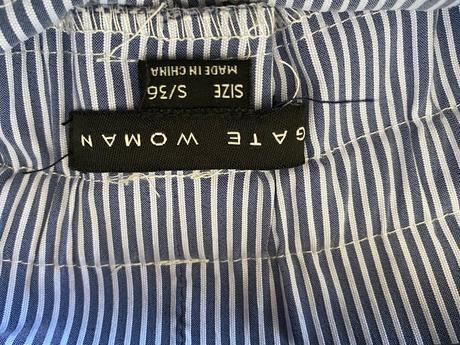 GATE WOMAN
SIZE S/36
MADE IN CHINA